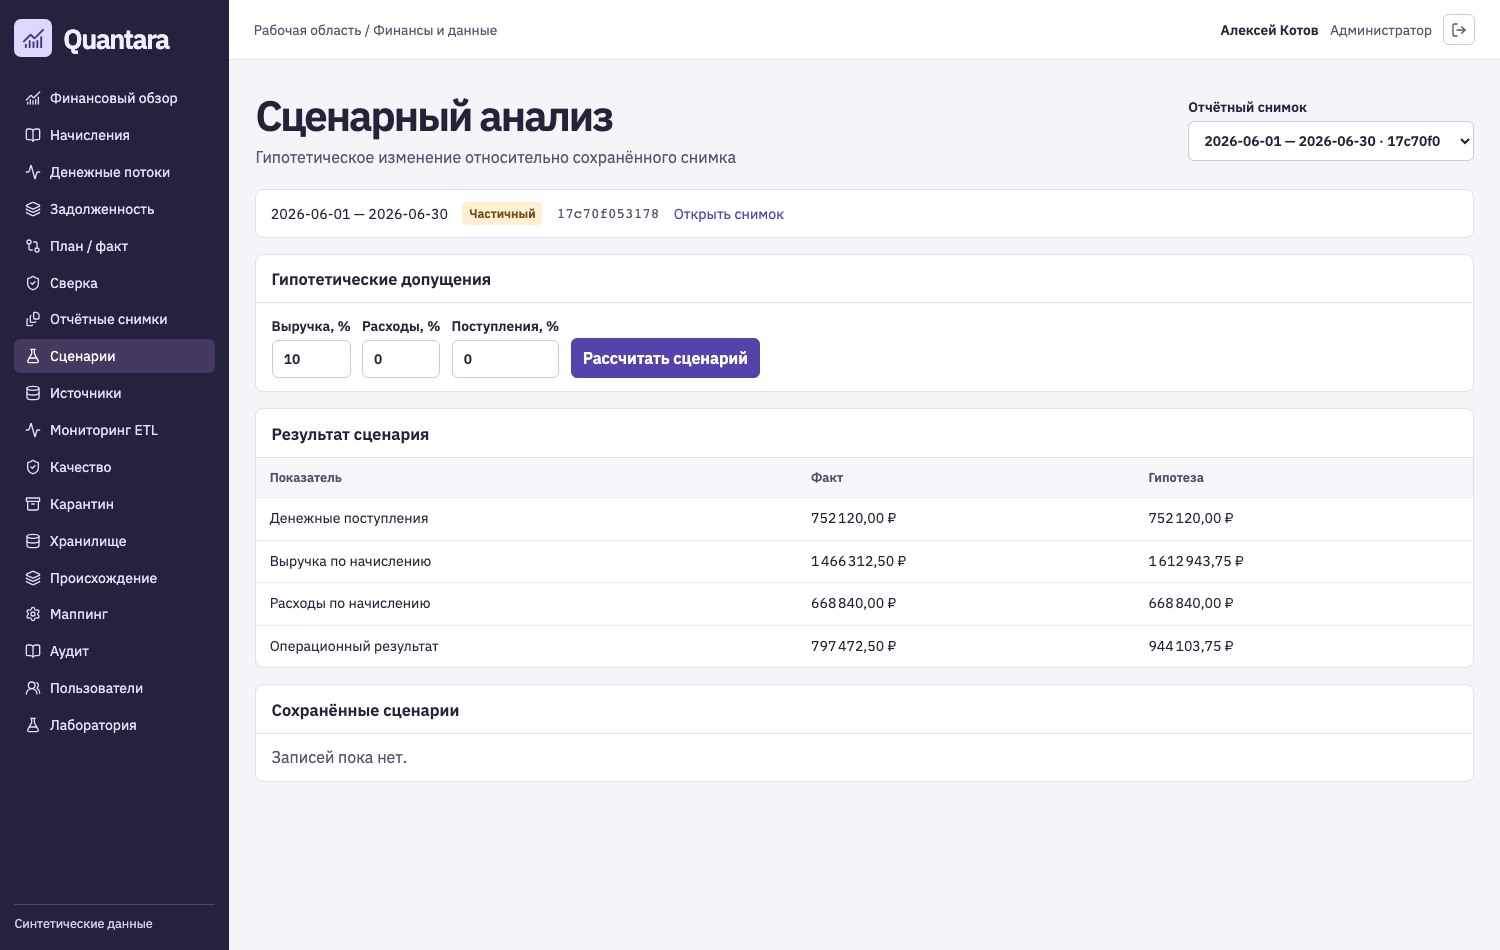 Quantara
Финансовый обзор
Начисления
Денежные потоки
Задолженность
План / факт
Сверка
Отчётные снимки
Сценарии
Источники
Мониторинг ETL
Качество
Карантин
Хранилище
Происхождение
Маппинг
Аудит
Пользователи
Лаборатория
Синтетические данные
Рабочая область / Финансы и данные
Алексей Котов Администратор
Сценарный анализ
Гипотетическое изменение относительно сохранённого снимка
Отчётный снимок
2026-06-01 — 2026-06-30 · 17c70f0
2026-06-01 — 2026-06-30 Частичный 17c70f053178 Открыть снимок
Гипотетические допущения
Выручка, % Расходы, % Поступления, %
10 0 0 Рассчитать сценарий
Результат сценария
Показатель Факт Гипотеза
Денежные поступления 752 120,00 ₽ 752 120,00 ₽
Выручка по начислению 1 466 312,50 ₽ 1 612 943,75 ₽
Расходы по начислению 668 840,00 ₽ 668 840,00 ₽
Операционный результат 797 472,50 ₽ 944 103,75 ₽
Сохранённые сценарии
Записей пока нет.